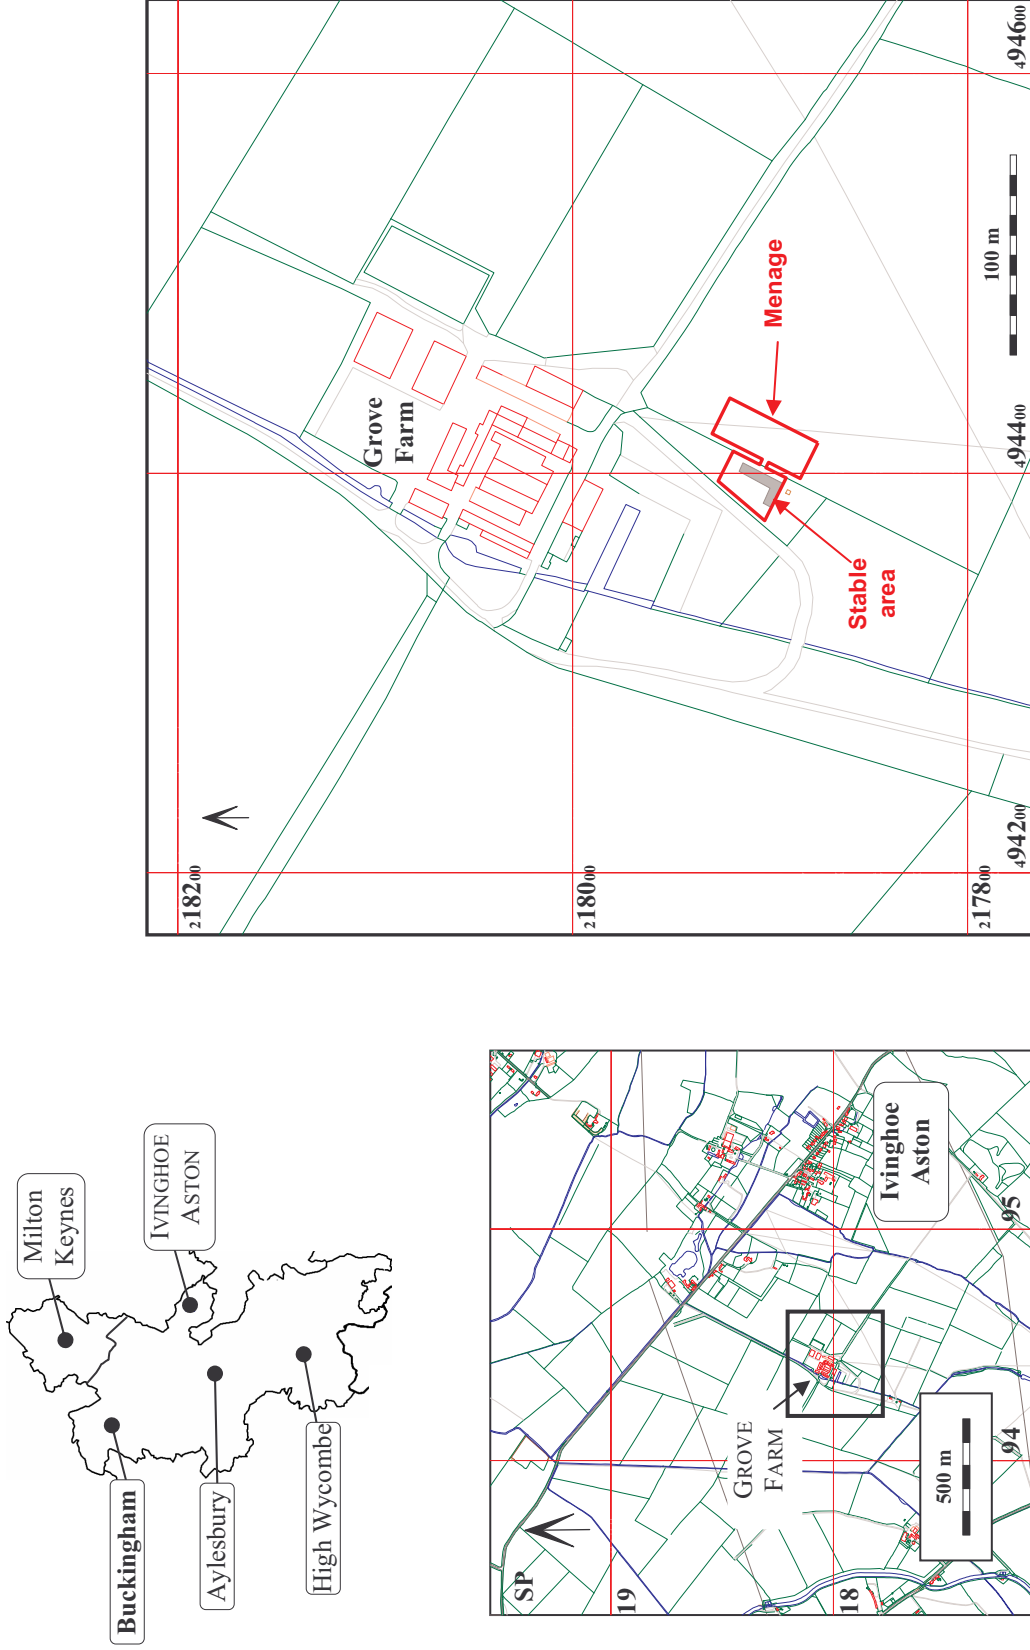 Milton
Keynes
IVINGHOE
ASTON
Buckingham
Aylesbury
High Wycombe
SP
19
18
94
95
GROVE
FARM
Ivinghoe
Aston
500 m
218200
218000
217800
494200
494400
494600
Grove
Farm
Menage
Stable
area
100 m